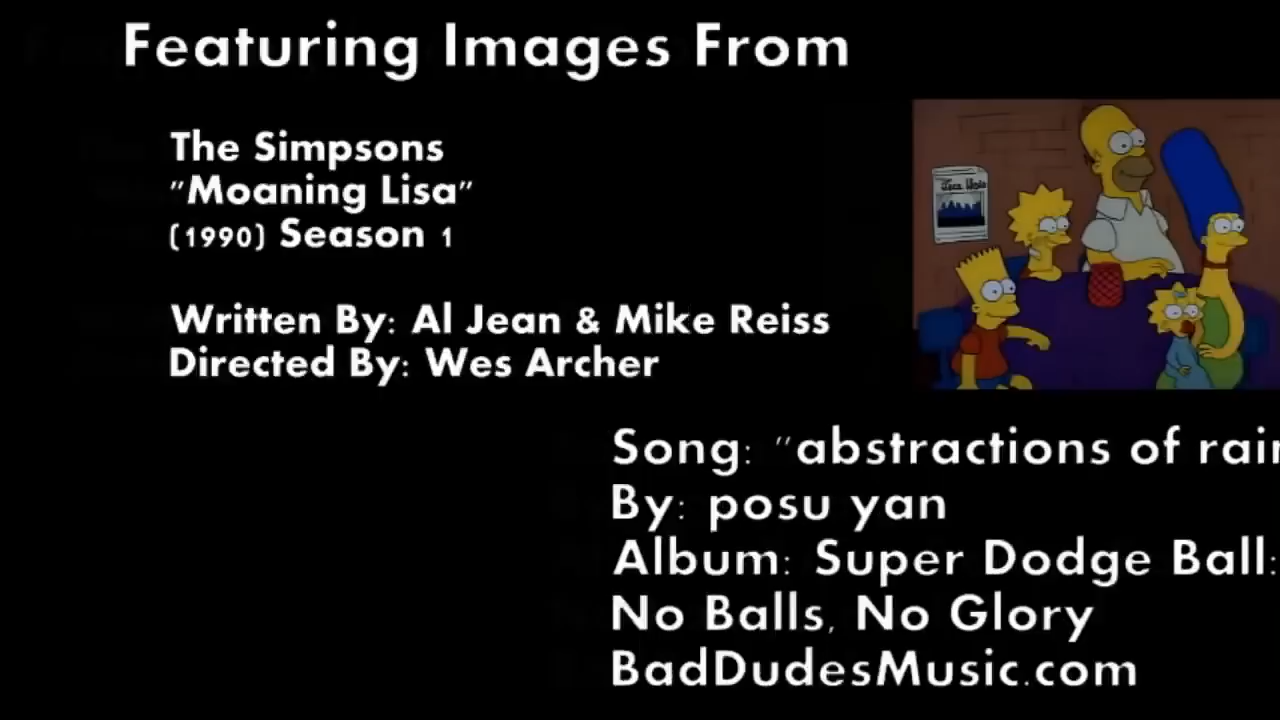 Featuring Images From
The Simpsons
"Moaning Lisa"
(1990) Season 1
Written By: Al Jean & Mike Reiss
Directed By: Wes Archer
Song: "abstractions of
By: posu yan
Album: Super Dodge Ball:
No Balls, No Glory
BadDudesMusic.com